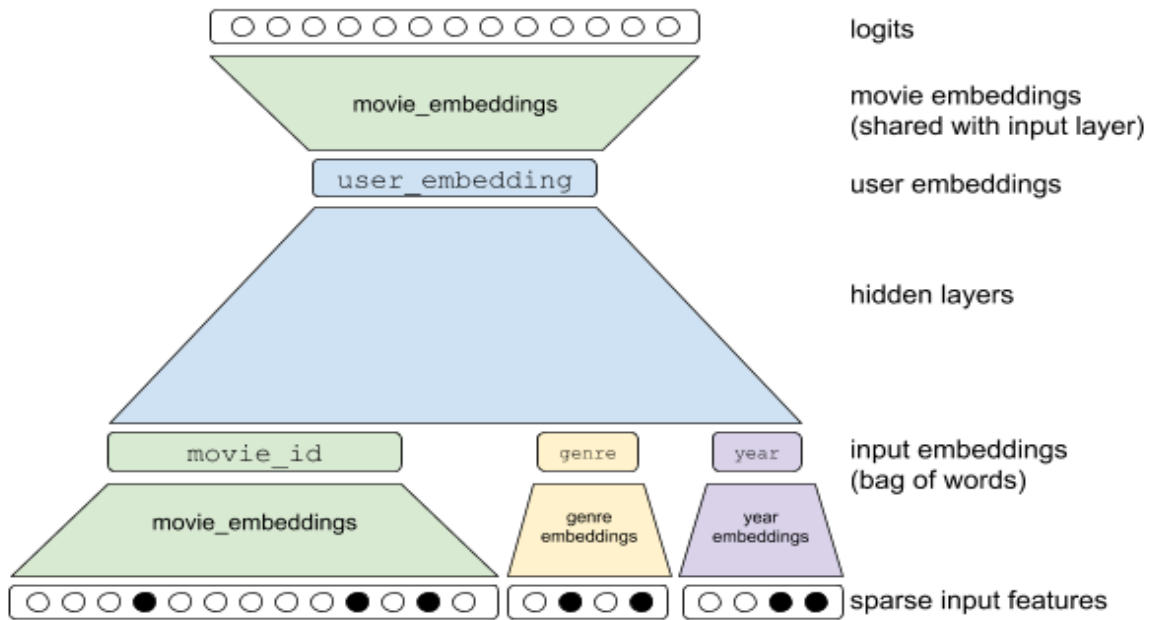 logits
movie_embeddings
movie embeddings
(shared with input layer)
user_embedding
user embeddings
hidden layers
movie_id
genre
year
input embeddings
(bag of words)
movie_embeddings
genre
embeddings
year
embeddings
sparse input features